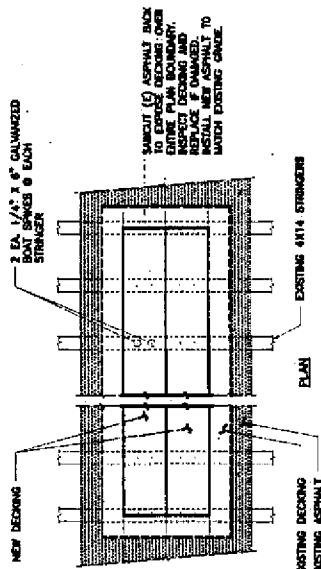 NEW DECKING
2 EA. 1/4" X 6" GALVANIZED
BOAT SPIKES @ EACH
STRINGER
SAWCUT (E) ASPHALT BACK
TO EXPOSE DECKING OVER
ENTIRE PLAN BOUNDARY.
INSPECT DECKING AND
REPLACE IF DAMAGED.
INSTALL NEW ASPHALT TO
MATCH EXISTING GRADE.
EXISTING DECKING
EXISTING ASPHALT
PLAN
EXISTING 4X14 STRINGERS